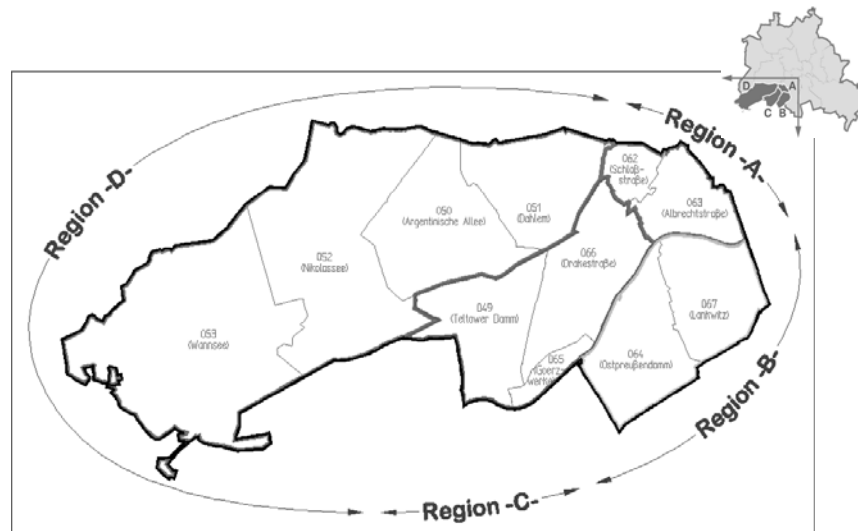 D
A
C
B
Region -A-
Region -D-
062
(Schloß-
straße)
063
(Albrechtstraße)
050
(Argentinische Allee)
051
(Dahlem)
052
(Nikolassee)
066
(Drakestraße)
053
(Wannsee)
049
(Teltower Damm)
067
(Lankwitz)
065
(Goerz-
064
(Ostpreußendamm)
Region -B-
Region -C-